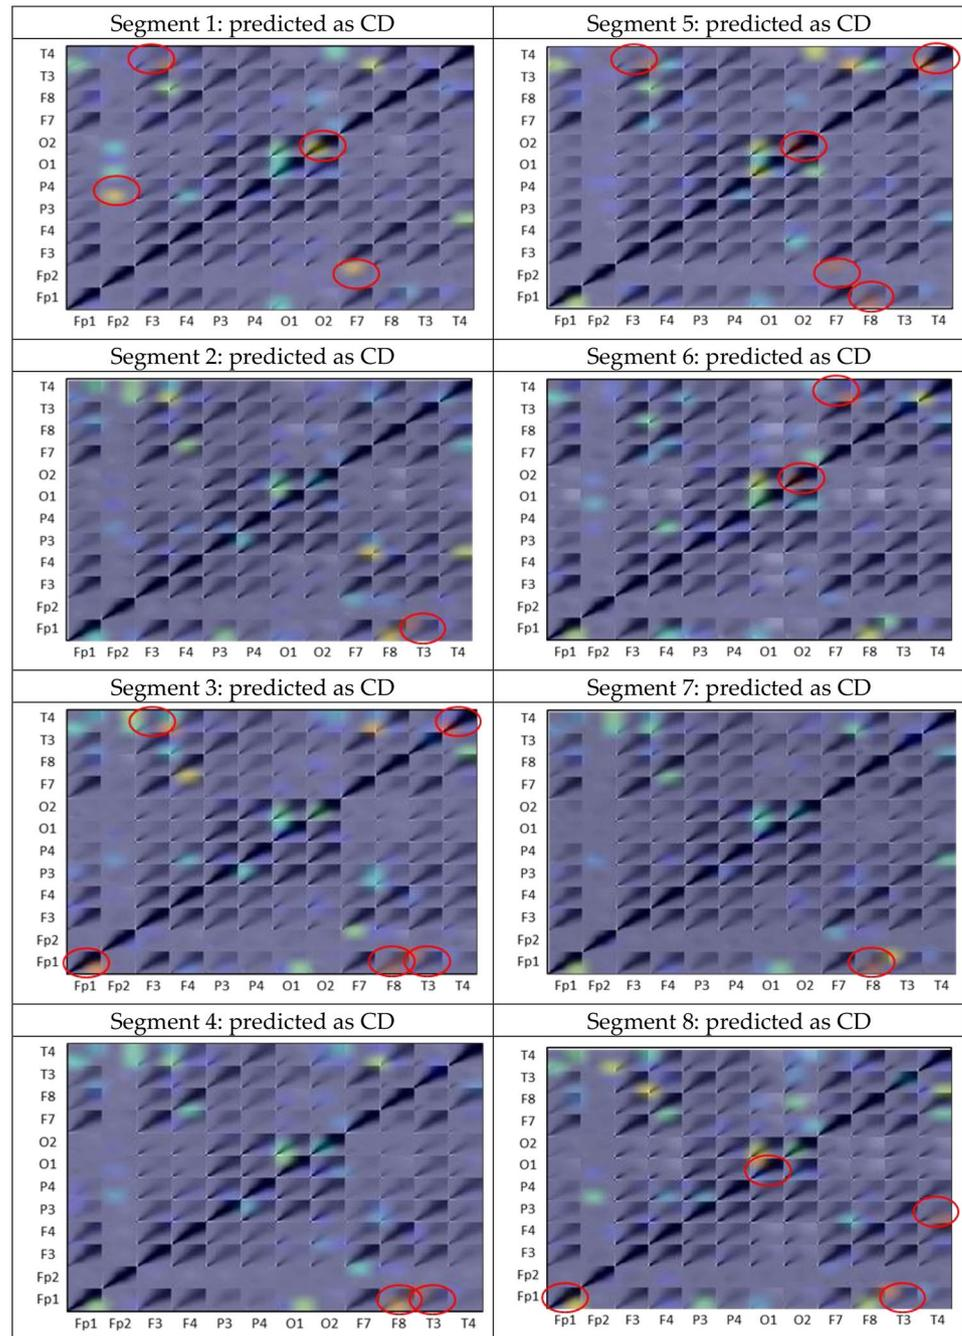 Segment 1: predicted as CD
T4
T3
F8
F7
O2
O1
P4
P3
F4
F3
Fp2
Fp1
Fp1 Fp2 F3 F4 P3 P4 O1 O2 F7 F8 T3 T4
Segment 5: predicted as CD
T4
T3
F8
F7
O2
O1
P4
P3
F4
F3
Fp2
Fp1
Fp1 Fp2 F3 F4 P3 P4 O1 O2 F7 F8 T3 T4
Segment 2: predicted as CD
T4
T3
F8
F7
O2
O1
P4
P3
F4
F3
Fp2
Fp1
Fp1 Fp2 F3 F4 P3 P4 O1 O2 F7 F8 T3 T4
Segment 6: predicted as CD
T4
T3
F8
F7
O2
O1
P4
P3
F4
F3
Fp2
Fp1
Fp1 Fp2 F3 F4 P3 P4 O1 O2 F7 F8 T3 T4
Segment 3: predicted as CD
T4
T3
F8
F7
O2
O1
P4
P3
F4
F3
Fp2
Fp1
Fp1 Fp2 F3 F4 P3 P4 O1 O2 F7 F8 T3 T4
Segment 7: predicted as CD
T4
T3
F8
F7
O2
O1
P4
P3
F4
F3
Fp2
Fp1
Fp1 Fp2 F3 F4 P3 P4 O1 O2 F7 F8 T3 T4
Segment 4: predicted as CD
T4
T3
F8
F7
O2
O1
P4
P3
F4
F3
Fp2
Fp1
Fp1 Fp2 F3 F4 P3 P4 O1 O2 F7 F8 T3 T4
Segment 8: predicted as CD
T4
T3
F8
F7
O2
O1
P4
P3
F4
F3
Fp2
Fp1
Fp1 Fp2 F3 F4 P3 P4 O1 O2 F7 F8 T3 T4